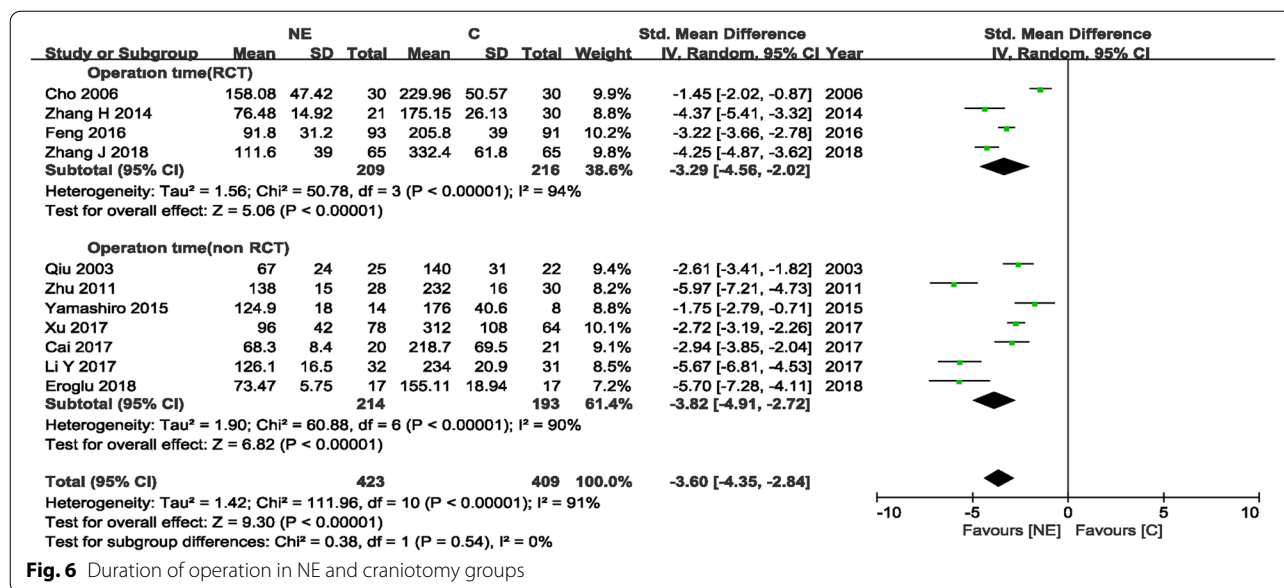 NE C Std. Mean Difference Std. Mean Difference
Study or Subgroup Mean SD Total Mean SD Total Weight IV, Random, 95% CI Year IV, Random, 95% CI
Operation time(RCT)
Cho 2006 158.08 47.42 30 229.96 50.57 30 9.9% -1.45 [-2.02, -0.87] 2006
Zhang H 2014 76.48 14.92 21 175.15 26.13 30 8.8% -4.37 [-5.41, -3.32] 2014
Feng 2016 91.8 31.2 93 205.8 39 91 10.2% -3.22 [-3.66, -2.78] 2016
Zhang J 2018 111.6 39 65 332.4 61.8 65 9.8% -4.25 [-4.87, -3.62] 2018
Subtotal (95% CI) 209 216 38.6% -3.29 [-4.56, -2.02]
Heterogeneity: Tau² = 1.56; Chi² = 50.78, df = 3 (P < 0.00001); I² = 94%
Test for overall effect: Z = 5.06 (P < 0.00001)
Operation time(non RCT)
Qiu 2003 67 24 25 140 31 22 9.4% -2.61 [-3.41, -1.82] 2003
Zhu 2011 138 15 28 232 16 30 8.2% -5.97 [-7.21, -4.73] 2011
Yamashiro 2015 124.9 18 14 176 40.6 8 8.8% -1.75 [-2.79, -0.71] 2015
Xu 2017 96 42 78 312 108 64 10.1% -2.72 [-3.19, -2.26] 2017
Cai 2017 68.3 8.4 20 218.7 69.5 21 9.1% -2.94 [-3.85, -2.04] 2017
Li Y 2017 126.1 16.5 32 234 20.9 31 8.5% -5.67 [-6.81, -4.53] 2017
Eroglu 2018 73.47 5.75 17 155.11 18.94 17 7.2% -5.70 [-7.28, -4.11] 2018
Subtotal (95% CI) 214 193 61.4% -3.82 [-4.91, -2.72]
Heterogeneity: Tau² = 1.90; Chi² = 60.88, df = 6 (P < 0.00001); I² = 90%
Test for overall effect: Z = 6.82 (P < 0.00001)
Total (95% CI) 423 409 100.0% -3.60 [-4.35, -2.84]
Heterogeneity: Tau² = 1.42; Chi² = 111.96, df = 10 (P < 0.00001); I² = 91%
Test for overall effect: Z = 9.30 (P < 0.00001)
Test for subgroup differences: Chi² = 0.38, df = 1 (P = 0.54), I² = 0%
-10 -5 0 5 10
Favours [NE] Favours [C]
Fig. 6 Duration of operation in NE and craniotomy groups